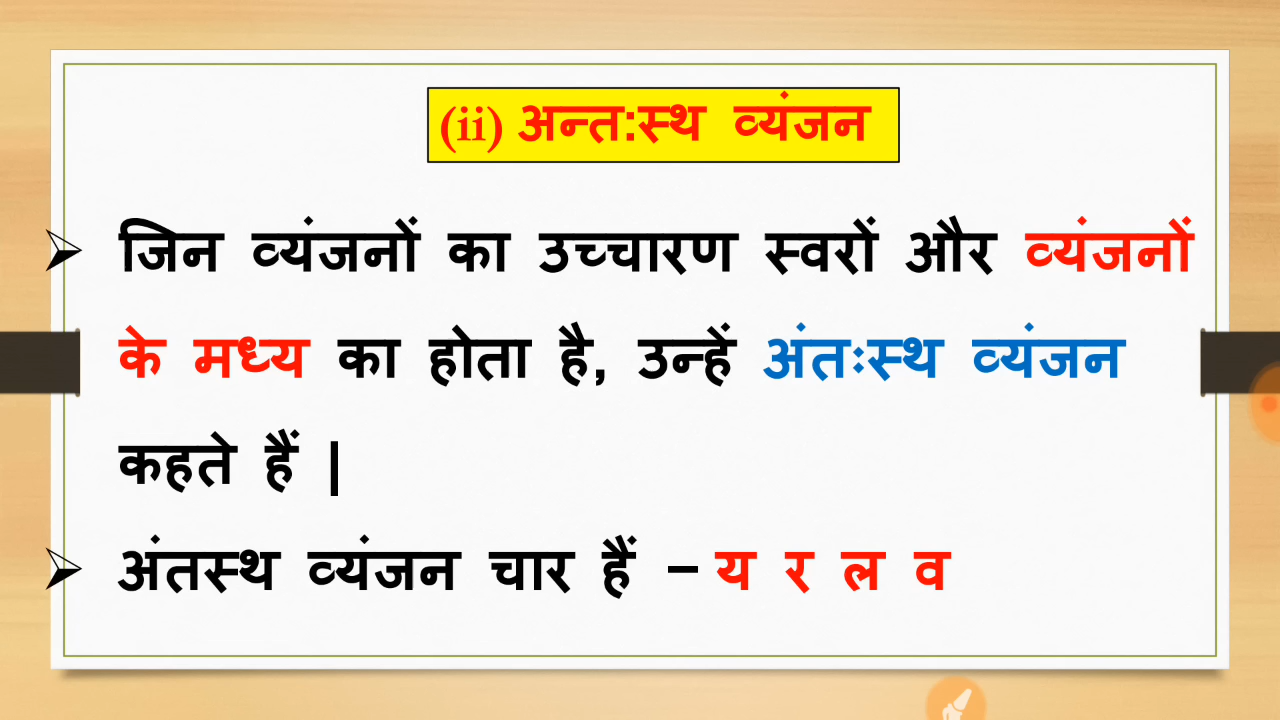 (ii) अन्त:स्थ व्यंजन
➢ जिन व्यंजनों का उच्चारण स्वरों और व्यंजनों
के मध्य का होता है, उन्हें अंतःस्थ व्यंजन
कहते हैं |
➢ अंतस्थ व्यंजन चार हैं – य र ल व